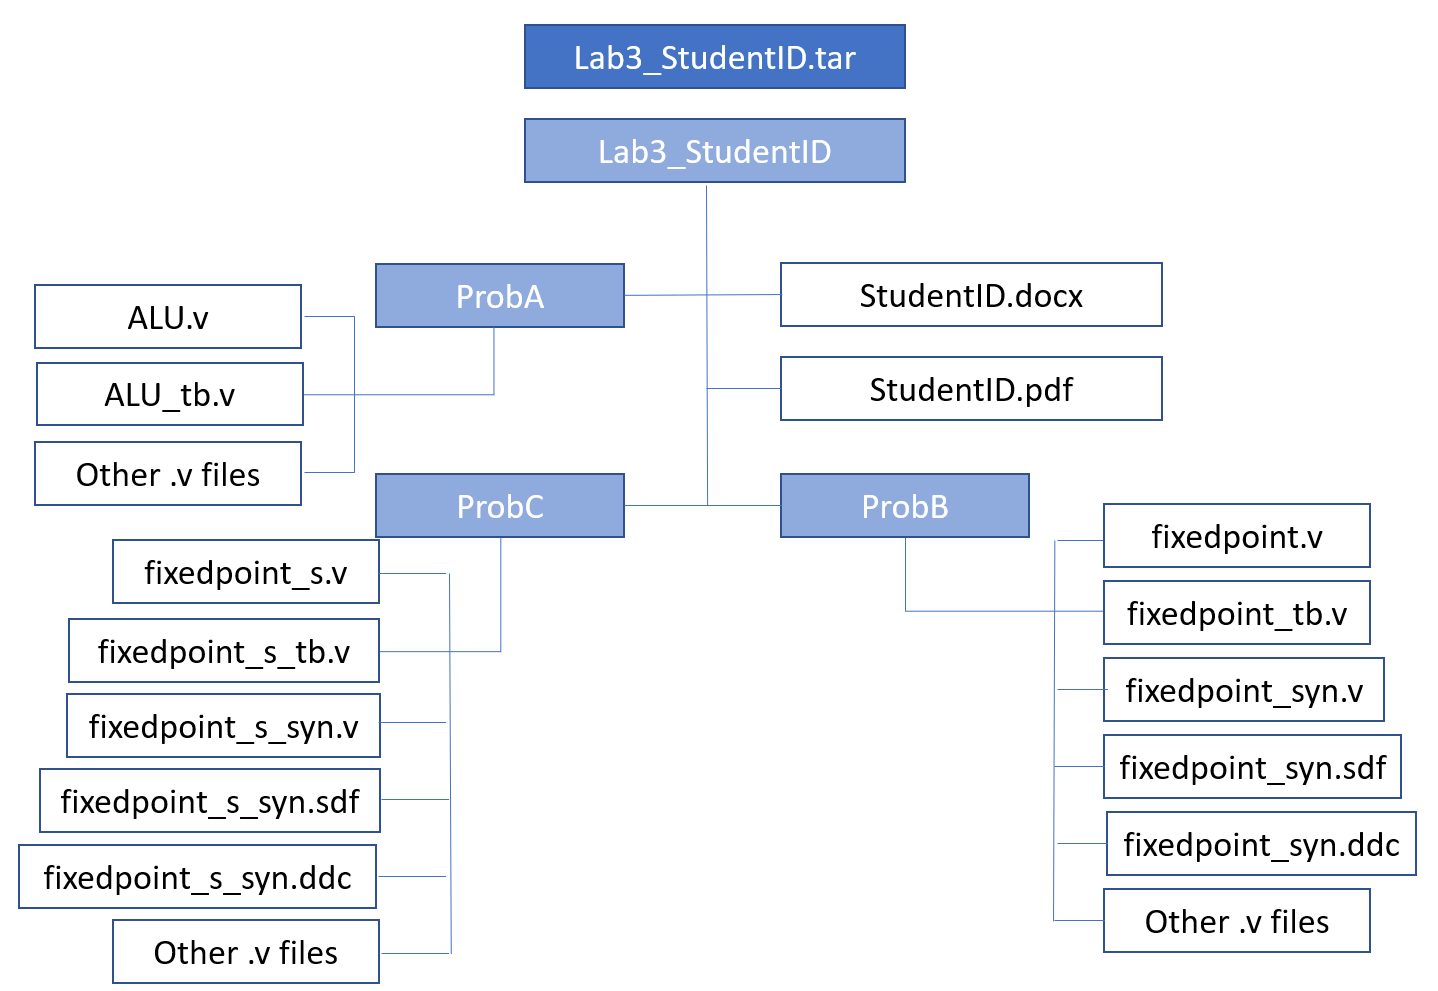 Lab3_StudentID.tar
Lab3_StudentID
ProbA
StudentID.docx
ALU.v
ALU_tb.v
Other .v files
StudentID.pdf
ProbC
ProbB
fixedpoint_s.v
fixedpoint_s_tb.v
fixedpoint_s_syn.v
fixedpoint_s_syn.sdf
fixedpoint_s_syn.ddc
Other .v files
fixedpoint.v
fixedpoint_tb.v
fixedpoint_syn.v
fixedpoint_syn.sdf
fixedpoint_syn.ddc
Other .v files